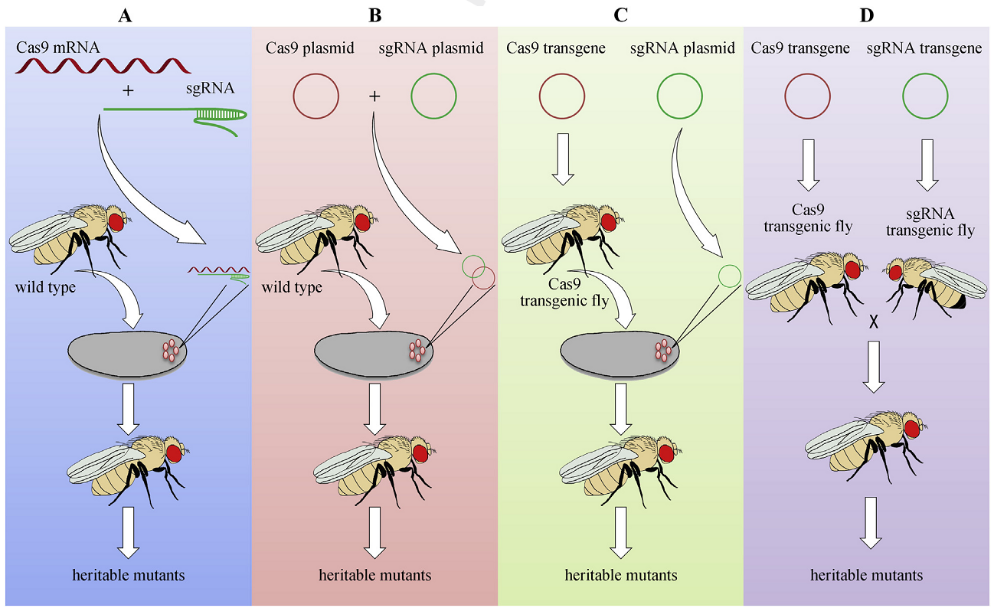 A
Cas9 mRNA
+
sgRNA
wild type
heritable mutants
B
Cas9 plasmid
sgRNA plasmid
+
wild type
heritable mutants
C
Cas9 transgene
sgRNA plasmid
Cas9
transgenic fly
heritable mutants
D
Cas9 transgene
sgRNA transgene
Cas9
transgenic fly
sgRNA
transgenic fly
X
heritable mutants